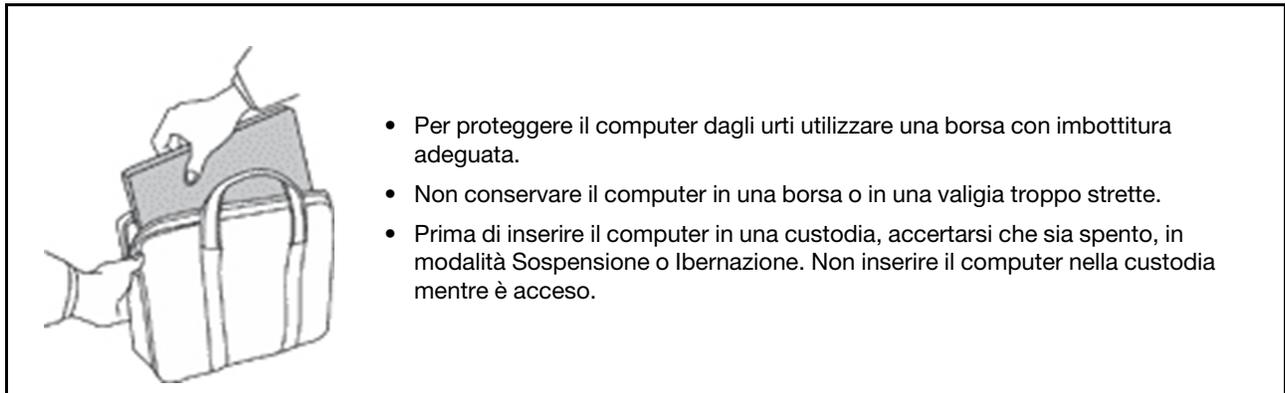 • Per proteggere il computer dagli urti utilizzare una borsa con imbottitura
adeguata.
• Non conservare il computer in una borsa o in una valigia troppo strette.
• Prima di inserire il computer in una custodia, accertarsi che sia spento, in
modalità Sospensione o Ibernazione. Non inserire il computer nella custodia
mentre è acceso.